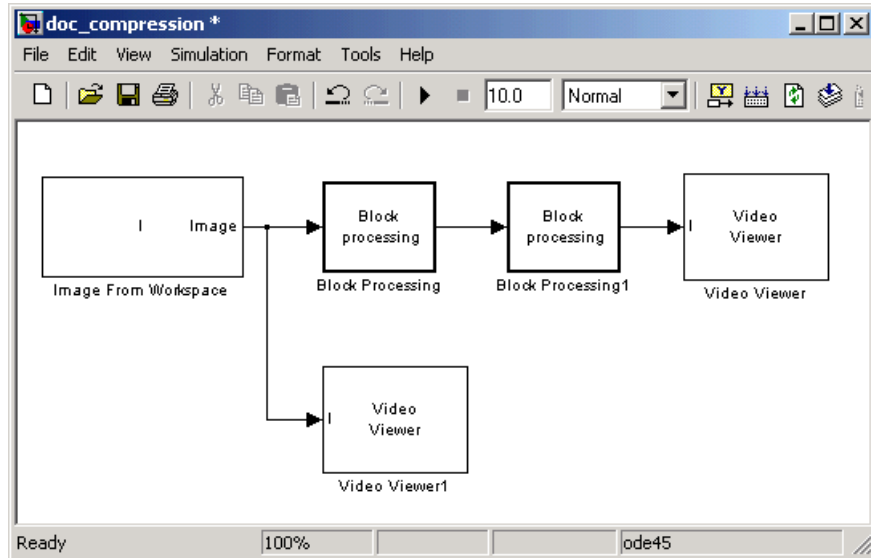 doc_compression *
File Edit View Simulation Format Tools Help
10.0 Normal
I Image
Image From Workspace
Block
processing
Block Processing
Block
processing
Block Processing1
I Video
Viewer
Video Viewer
I Video
Viewer
Video Viewer1
Ready 100% ode45